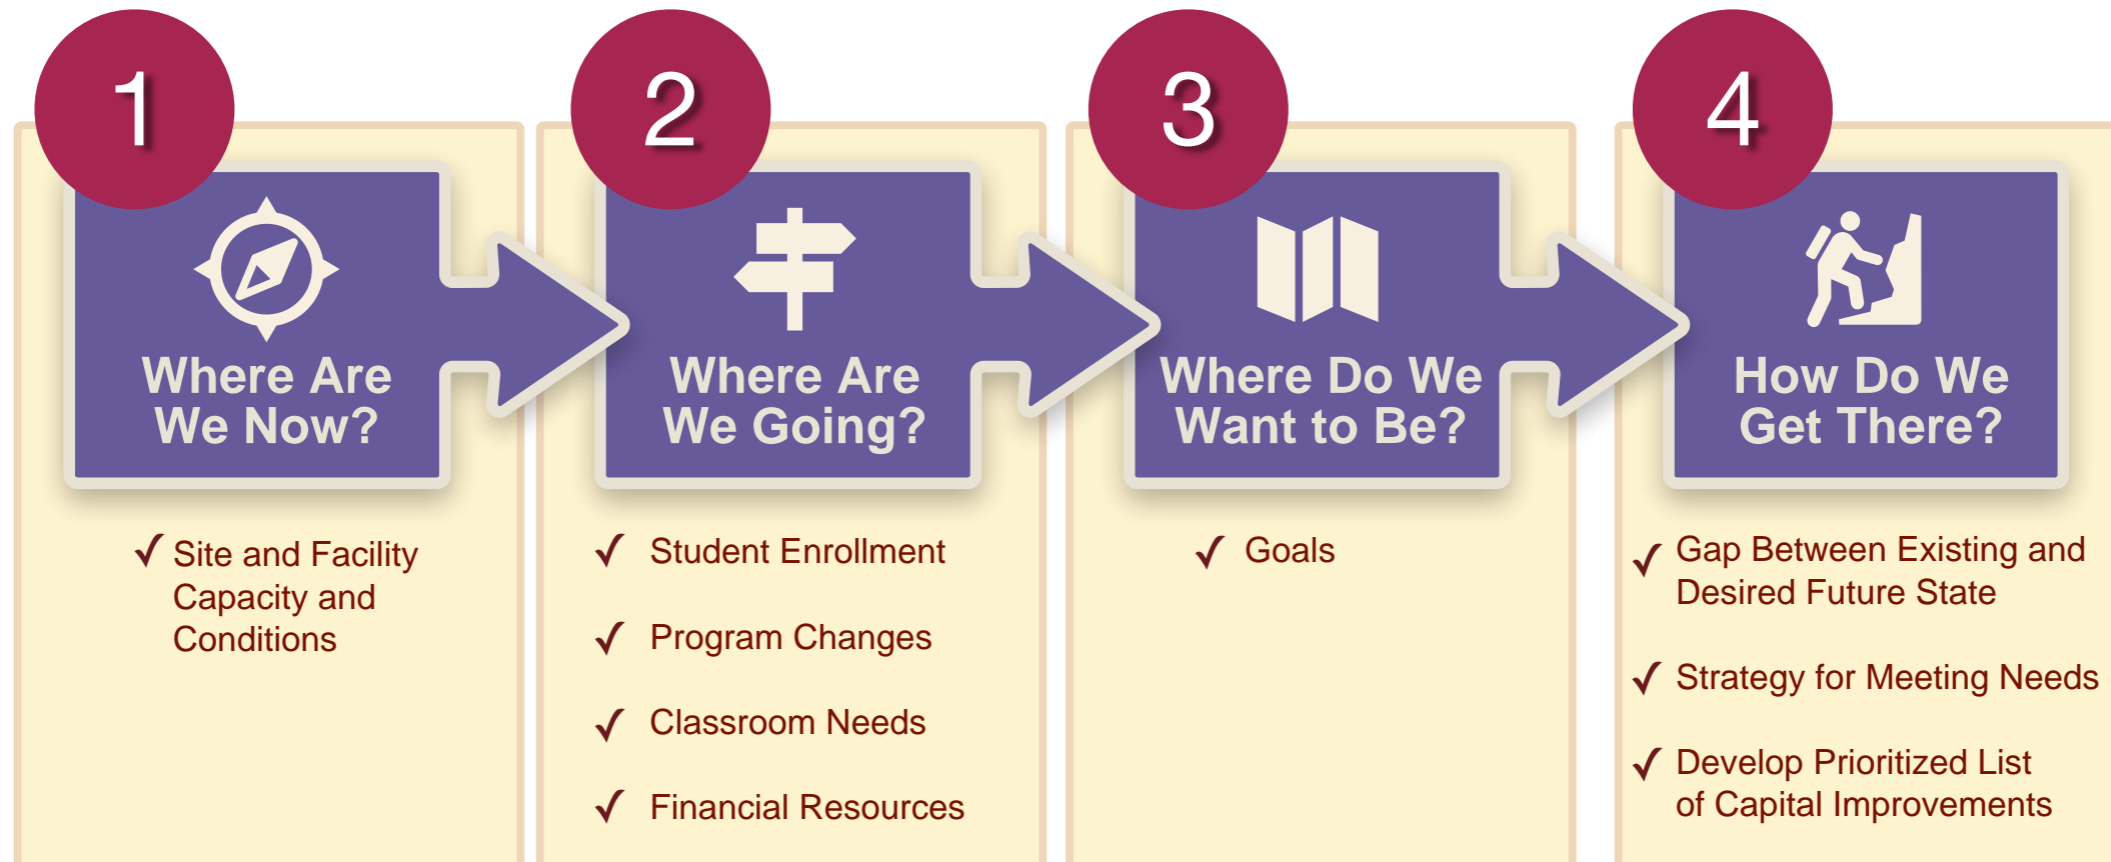 1
Where Are
We Now?
Site and Facility
Capacity and
Conditions
2
Where Are
We Going?
Student Enrollment
Program Changes
Classroom Needs
Financial Resources
3
Where Do We
Want to Be?
Goals
4
How Do We
Get There?
Gap Between Existing and
Desired Future State
Strategy for Meeting Needs
Develop Prioritized List
of Capital Improvements